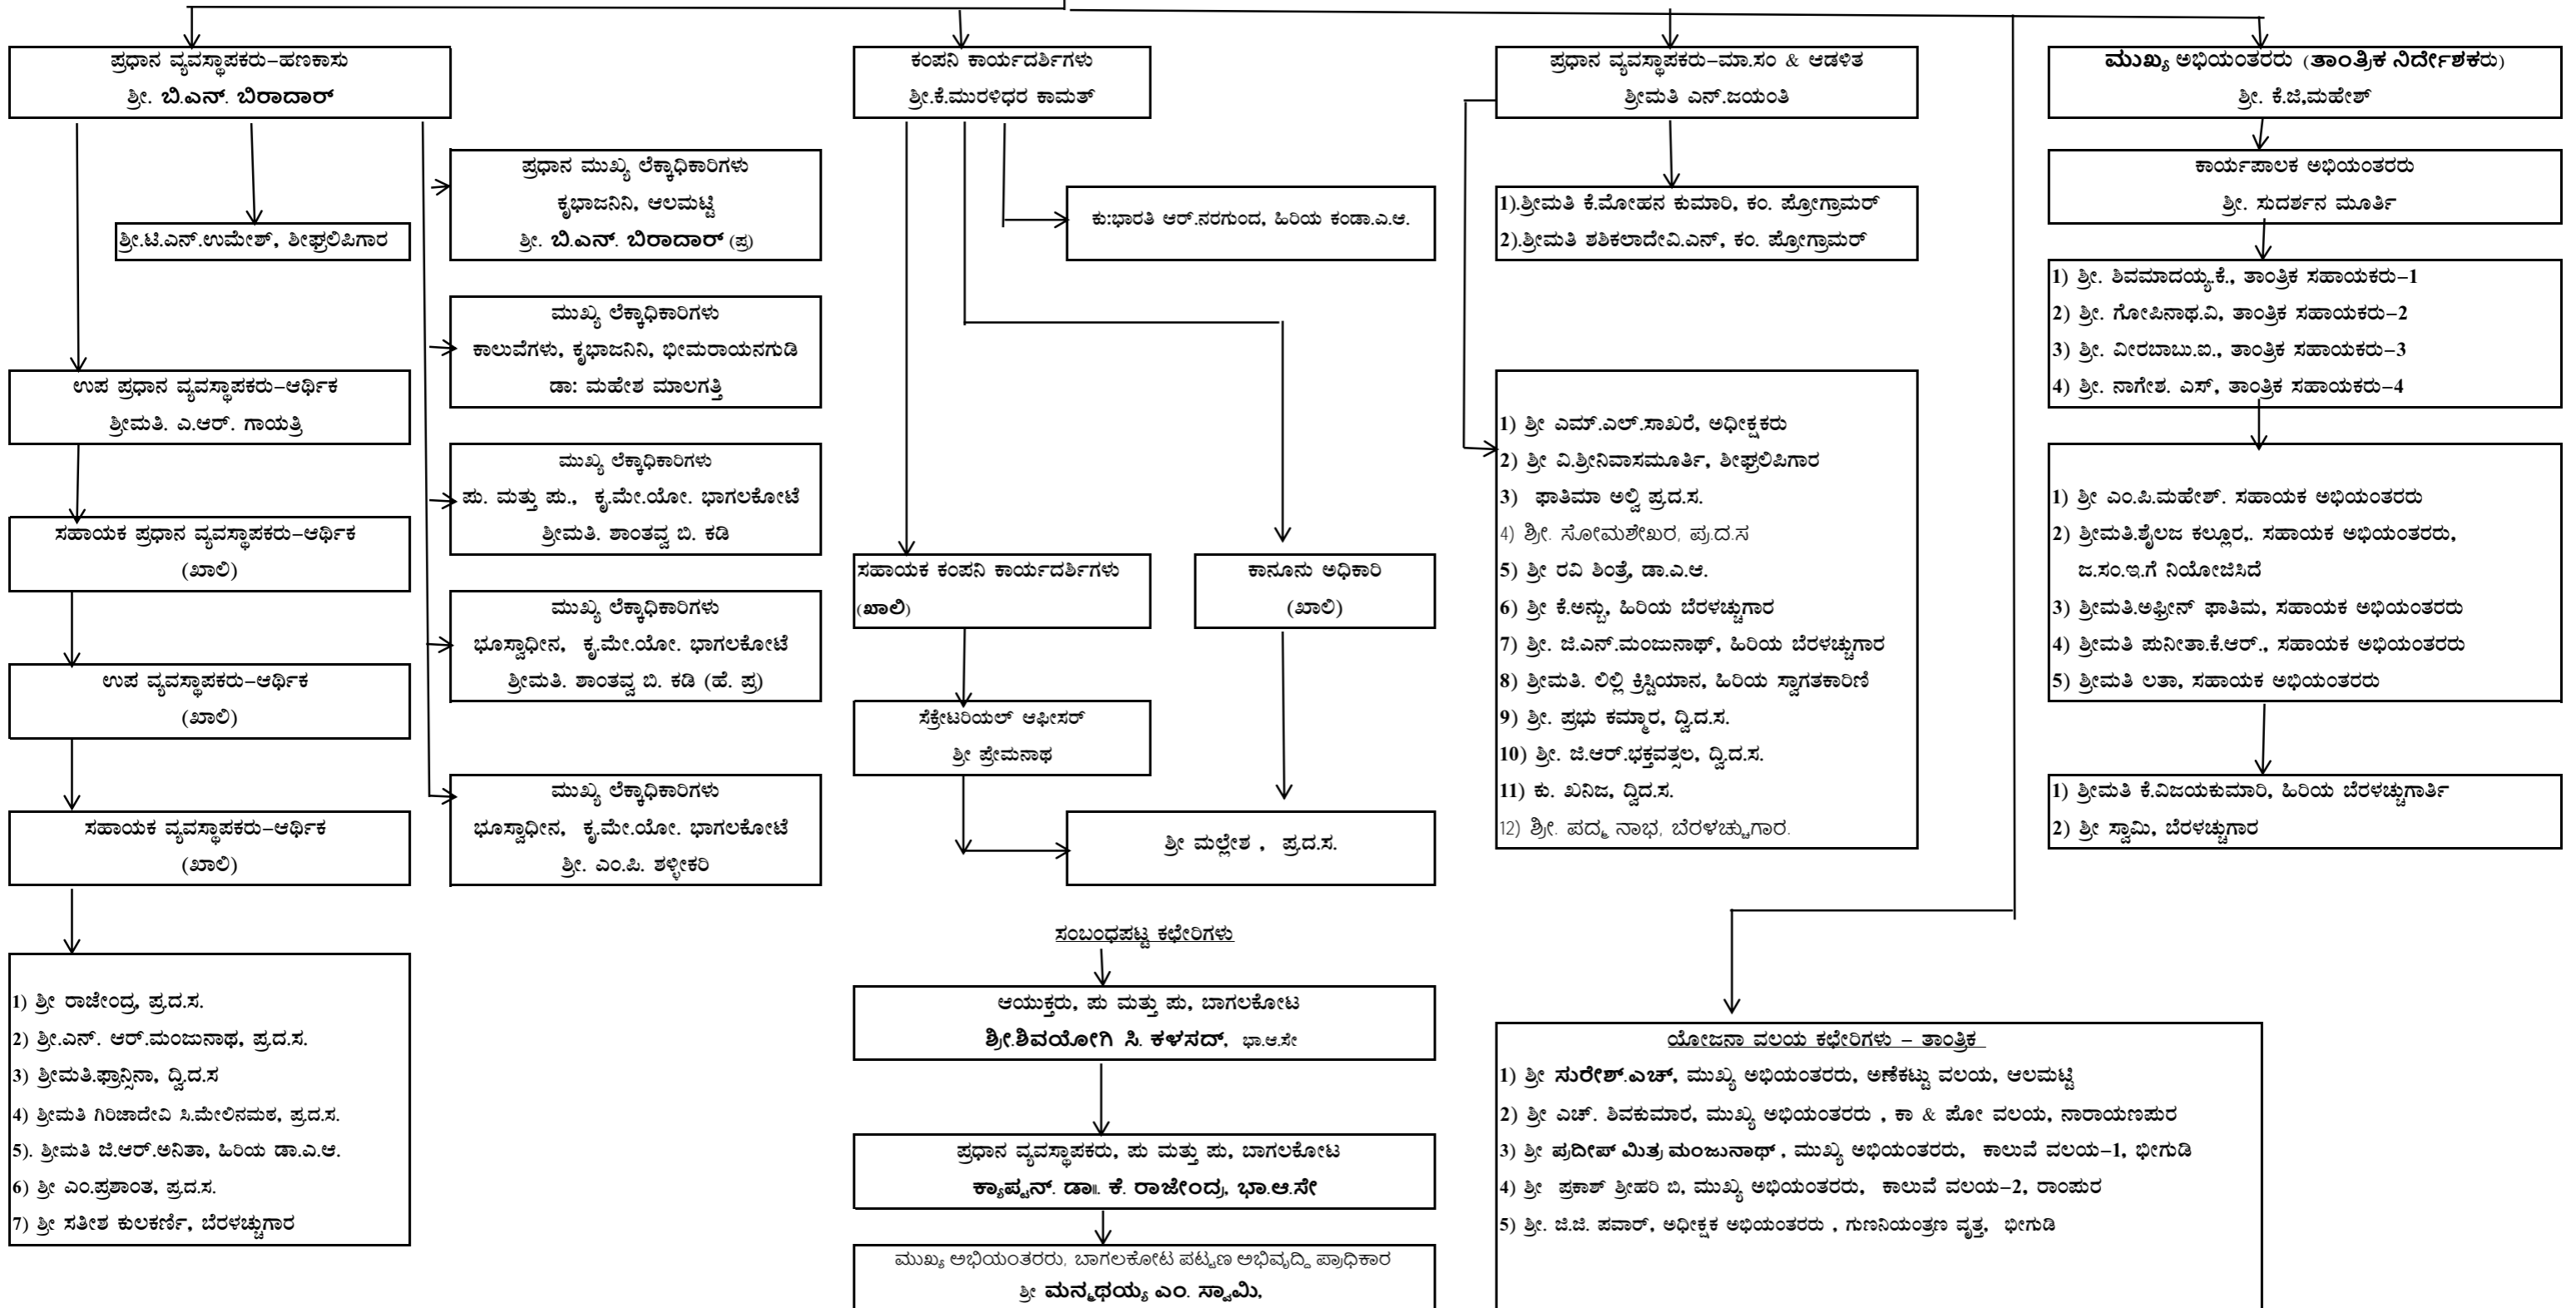 ಪ್ರಧಾನ ವ್ಯವಸ್ಥಾಪಕರು–ಹಣಕಾಸು
ಶ್ರೀ. ಬಿ.ಎನ್. ಬಿರಾದಾರ್
ಶ್ರೀ.ಟಿ.ಎನ್.ಉಮೇಶ್, ಶೀಘ್ರಲಿಪಿಗಾರ
ಉಪ ಪ್ರಧಾನ ವ್ಯವಸ್ಥಾಪಕರು–ಆರ್ಥಿಕ
ಶ್ರೀಮತಿ. ಎ.ಆರ್. ಗಾಯತ್ರಿ
ಸಹಾಯಕ ಪ್ರಧಾನ ವ್ಯವಸ್ಥಾಪಕರು–ಆರ್ಥಿಕ
(ಖಾಲಿ)
ಉಪ ವ್ಯವಸ್ಥಾಪಕರು–ಆರ್ಥಿಕ
(ಖಾಲಿ)
ಸಹಾಯಕ ವ್ಯವಸ್ಥಾಪಕರು–ಆರ್ಥಿಕ
(ಖಾಲಿ)
1) ಶ್ರೀ ರಾಜೇಂದ್ರ, ಪ್ರ.ದ.ಸ.
2) ಶ್ರೀ.ಎನ್. ಆರ್.ಮಂಜುನಾಥ, ಪ್ರ.ದ.ಸ.
3) ಶ್ರೀಮತಿ.ಫ್ರಾನ್ಸಿನಾ, ದ್ವಿ.ದ.ಸ
4) ಶ್ರೀಮತಿ ಗಿರಿಜಾದೇವಿ ಸಿ.ಮೇಲಿನಮಠ, ಪ್ರ.ದ.ಸ.
5). ಶ್ರೀಮತಿ ಜಿ.ಆರ್.ಅನಿತಾ, ಹಿರಿಯ ಡಾ.ಎ.ಆ.
6) ಶ್ರೀ ಎಂ.ಪ್ರಶಾಂತ, ಪ್ರ.ದ.ಸ.
7) ಶ್ರೀ ಸತೀಶ ಕುಲಕರ್ಣಿ, ಬೆರಳಚ್ಚುಗಾರ
ಪ್ರಧಾನ ಮುಖ್ಯ ಲೆಕ್ಕಾಧಿಕಾರಿಗಳು
ಕೃಭಾಜನಿನಿ, ಆಲಮಟ್ಟಿ
ಶ್ರೀ. ಬಿ.ಎನ್. ಬಿರಾದಾರ್ (ಪ್ರ)
ಮುಖ್ಯ ಲೆಕ್ಕಾಧಿಕಾರಿಗಳು
ಕಾಲುವೆಗಳು, ಕೃಭಾಜನಿನಿ, ಭೀಮರಾಯನಗುಡಿ
ಡಾ: ಮಹೇಶ ಮಾಲಗತ್ತಿ
ಮುಖ್ಯ ಲೆಕ್ಕಾಧಿಕಾರಿಗಳು
ಪು. ಮತ್ತು ಪು., ಕೃ.ಮೇ.ಯೋ. ಭಾಗಲಕೋಟೆ
ಶ್ರೀಮತಿ. ಶಾಂತವ್ವ ಬಿ. ಕಡಿ
ಮುಖ್ಯ ಲೆಕ್ಕಾಧಿಕಾರಿಗಳು
ಭೂಸ್ವಾಧೀನ, ಕೃ.ಮೇ.ಯೋ. ಭಾಗಲಕೋಟೆ
ಶ್ರೀಮತಿ. ಶಾಂತವ್ವ ಬಿ. ಕಡಿ (ಹೆ. ಪ್ರ)
ಮುಖ್ಯ ಲೆಕ್ಕಾಧಿಕಾರಿಗಳು
ಭೂಸ್ವಾಧೀನ, ಕೃ.ಮೇ.ಯೋ. ಭಾಗಲಕೋಟೆ
ಶ್ರೀ. ಎಂ.ಪಿ. ಶಳ್ಳೀಕರಿ
ಕಂಪನಿ ಕಾರ್ಯದರ್ಶಿಗಳು
ಶ್ರೀ.ಕೆ.ಮುರಳಿಧರ ಕಾಮತ್
ಕು:ಭಾರತಿ ಆರ್.ನರಗುಂದ, ಹಿರಿಯ ಕಂಡಾ.ಎ.ಆ.
ಸಹಾಯಕ ಕಂಪನಿ ಕಾರ್ಯದರ್ಶಿಗಳು
(ಖಾಲಿ)
ಕಾನೂನು ಅಧಿಕಾರಿ
(ಖಾಲಿ)
ಸೆಕ್ರೇಟರಿಯಲ್ ಆಫೀಸರ್
ಶ್ರೀ ಪ್ರೇಮನಾಥ
ಶ್ರೀ ಮಲ್ಲೇಶ , ಪ್ರ.ದ.ಸ.
ಸಂಬಂಧಪಟ್ಟ ಕಛೇರಿಗಳು
ಆಯುಕ್ತರು, ಪು ಮತ್ತು ಪು, ಬಾಗಲಕೋಟ
ಶ್ರೀ.ಶಿವಯೋಗಿ ಸಿ. ಕಳಸದ್, ಭಾ.ಆ.ಸೇ
ಪ್ರಧಾನ ವ್ಯವಸ್ಥಾಪಕರು, ಪು ಮತ್ತು ಪು, ಬಾಗಲಕೋಟ
ಕ್ಯಾಪ್ಟನ್. ಡಾ॥. ಕೆ. ರಾಜೇಂದ್ರ, ಭಾ.ಆ.ಸೇ
ಮುಖ್ಯ ಅಭಿಯಂತರರು, ಬಾಗಲಕೋಟ ಪಟ್ಟಣ ಅಭಿವೃದ್ಧಿ ಪ್ರಾಧಿಕಾರ
ಶ್ರೀ ಮನ್ಮಥಯ್ಯ ಎಂ. ಸ್ವಾಮಿ,
ಪ್ರಧಾನ ವ್ಯವಸ್ಥಾಪಕರು–ಮಾ.ಸಂ & ಆಡಳಿತ
ಶ್ರೀಮತಿ ಎನ್.ಜಯಂತಿ
1).ಶ್ರೀಮತಿ ಕೆ.ಮೋಹನ ಕುಮಾರಿ, ಕಂ. ಪ್ರೋಗ್ರಾಮರ್
2).ಶ್ರೀಮತಿ ಶಶಿಕಲಾದೇವಿ.ಎನ್, ಕಂ. ಪ್ರೋಗ್ರಾಮರ್
1) ಶ್ರೀ ಎಮ್.ಎಲ್.ಸಾಖರೆ, ಅಧೀಕ್ಷಕರು
2) ಶ್ರೀ ವಿ.ಶ್ರೀನಿವಾಸಮೂರ್ತಿ, ಶೀಘ್ರಲಿಪಿಗಾರ
3) ಫಾತಿಮಾ ಅಲ್ವಿ ಪ್ರ.ದ.ಸ.
4) ಶ್ರೀ. ಸೋಮಶೇಖರ, ಪ್ರ.ದ.ಸ
5) ಶ್ರೀ ರವಿ ಶಿಂತ್ರೆ, ಡಾ.ಎ.ಆ.
6) ಶ್ರೀ ಕೆ.ಅನ್ಬು, ಹಿರಿಯ ಬೆರಳಚ್ಚುಗಾರ
7) ಶ್ರೀ. ಜಿ.ಎನ್.ಮಂಜುನಾಥ್, ಹಿರಿಯ ಬೆರಳಚ್ಚುಗಾರ
8) ಶ್ರೀಮತಿ. ಲಿಲ್ಲಿ ಕ್ರಿಸ್ಟಿಯಾನ, ಹಿರಿಯ ಸ್ವಾಗತಕಾರಿಣಿ
9) ಶ್ರೀ. ಪ್ರಭು ಕಮ್ಮಾರ, ದ್ವಿ.ದ.ಸ.
10) ಶ್ರೀ. ಜಿ.ಆರ್.ಭಕ್ತವತ್ಸಲ, ದ್ವಿ.ದ.ಸ.
11) ಕು. ಖನಿಜ, ದ್ವಿದ.ಸ.
12) ಶ್ರೀ. ಪದ್ಮ ನಾಭ, ಬೆರಳಚ್ಚುಗಾರ.
ಮುಖ್ಯ ಅಭಿಯಂತರರು (ತಾಂತ್ರಿಕ ನಿರ್ದೇಶಕರು)
ಶ್ರೀ. ಕೆ.ಜಿ,ಮಹೇಶ್
ಕಾರ್ಯಪಾಲಕ ಅಭಿಯಂತರರು
ಶ್ರೀ. ಸುದರ್ಶನ ಮೂರ್ತಿ
1) ಶ್ರೀ. ಶಿವಮಾದಯ್ಯ.ಕೆ., ತಾಂತ್ರಿಕ ಸಹಾಯಕರು–1
2) ಶ್ರೀ. ಗೋಪಿನಾಥ.ವಿ, ತಾಂತ್ರಿಕ ಸಹಾಯಕರು–2
3) ಶ್ರೀ. ವೀರಬಾಬು.ಐ., ತಾಂತ್ರಿಕ ಸಹಾಯಕರು–3
4) ಶ್ರೀ. ನಾಗೇಶ. ಎಸ್, ತಾಂತ್ರಿಕ ಸಹಾಯಕರು–4
1) ಶ್ರೀ ಎಂ.ಪಿ.ಮಹೇಶ್. ಸಹಾಯಕ ಅಭಿಯಂತರರು
2) ಶ್ರೀಮತಿ.ಶೈಲಜ ಕಲ್ಲೂರ,. ಸಹಾಯಕ ಅಭಿಯಂತರರು,
ಜ.ಸಂ.ಇ.ಗೆ ನಿಯೋಜಿಸಿದೆ
3) ಶ್ರೀಮತಿ.ಅಫ್ರೀನ್ ಫಾತಿಮ, ಸಹಾಯಕ ಅಭಿಯಂತರರು
4) ಶ್ರೀಮತಿ ಪುನೀತಾ.ಕೆ.ಆರ್., ಸಹಾಯಕ ಅಭಿಯಂತರರು
5) ಶ್ರೀಮತಿ ಲತಾ, ಸಹಾಯಕ ಅಭಿಯಂತರರು
1) ಶ್ರೀಮತಿ ಕೆ.ವಿಜಯಕುಮಾರಿ, ಹಿರಿಯ ಬೆರಳಚ್ಚುಗಾರ್ತಿ
2) ಶ್ರೀ ಸ್ವಾಮಿ, ಬೆರಳಚ್ಚುಗಾರ
ಯೋಜನಾ ವಲಯ ಕಛೇರಿಗಳು – ತಾಂತ್ರಿಕ
1) ಶ್ರೀ ಸುರೇಶ್.ಎಚ್, ಮುಖ್ಯ ಅಭಿಯಂತರರು, ಅಣೆಕಟ್ಟು ವಲಯ, ಆಲಮಟ್ಟಿ
2) ಶ್ರೀ ಎಚ್. ಶಿವಕುಮಾರ, ಮುಖ್ಯ ಅಭಿಯಂತರರು , ಕಾ & ಪೋ ವಲಯ, ನಾರಾಯಣಪುರ
3) ಶ್ರೀ ಪ್ರದೀಪ್ ಮಿತ್ರ ಮಂಜುನಾಥ್ , ಮುಖ್ಯ ಅಭಿಯಂತರರು, ಕಾಲುವೆ ವಲಯ–1, ಭೀಗುಡಿ
4) ಶ್ರೀ ಪ್ರಕಾಶ್ ಶ್ರೀಹರಿ ಬಿ, ಮುಖ್ಯ ಅಭಿಯಂತರರು, ಕಾಲುವೆ ವಲಯ–2, ರಾಂಪುರ
5) ಶ್ರೀ. ಜಿ.ಜಿ. ಪವಾರ್, ಅಧೀಕ್ಷಕ ಅಭಿಯಂತರರು , ಗುಣನಿಯಂತ್ರಣ ವೃತ್ತ, ಭೀಗುಡಿ